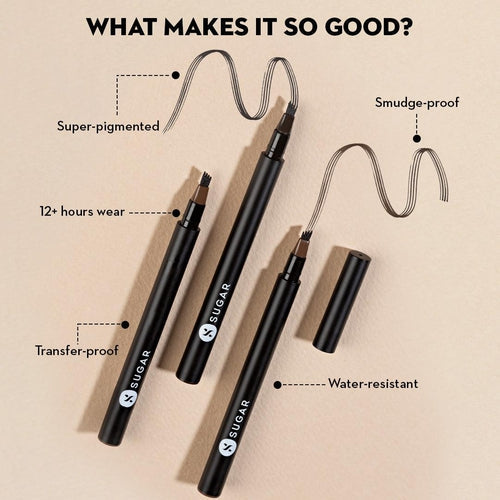 WHAT MAKES IT SO GOOD?
Smudge-proof
Super-pigmented
12+ hours wear
Transfer-proof
Water-resistant
SUGAR
SUGAR
SUGAR